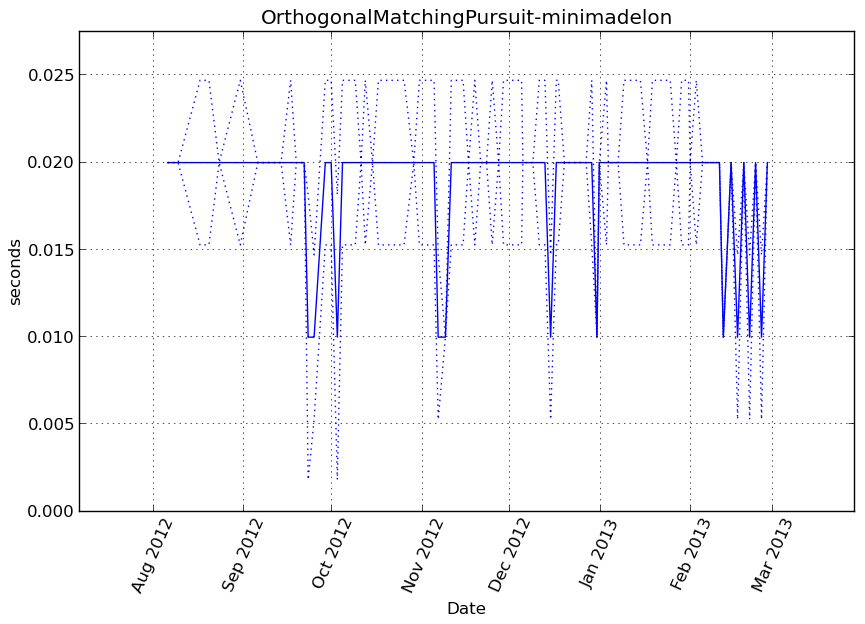 OrthogonalMatchingPursuit-minimadelon
0.025
0.020
0.015
0.010
0.005
0.000
seconds
Aug 2012
Sep 2012
Oct 2012
Nov 2012
Dec 2012
Jan 2013
Feb 2013
Mar 2013
Date